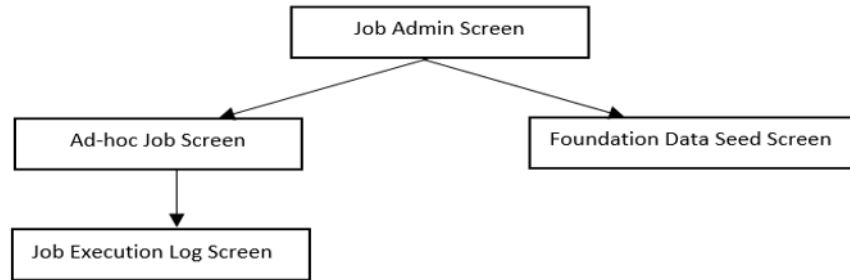 Job Admin Screen
Ad-hoc Job Screen
Foundation Data Seed Screen
Job Execution Log Screen